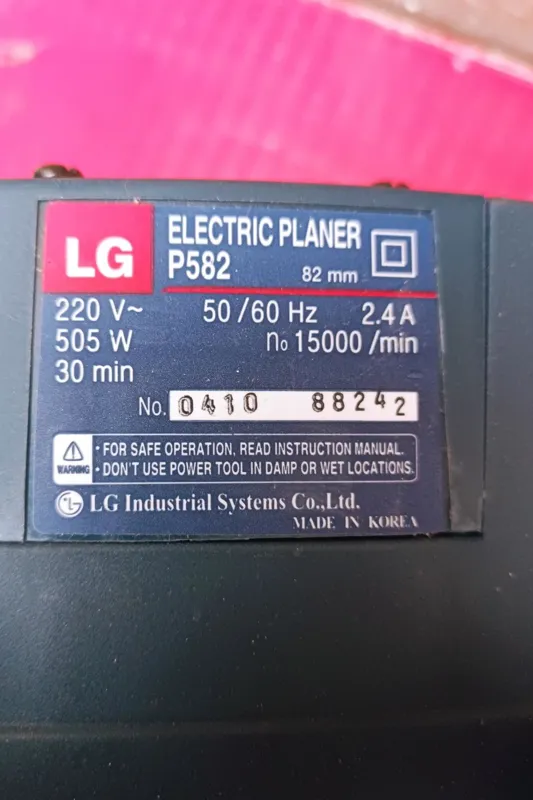 LG
ELECTRIC PLANER
P582 82 mm
220 V~ 50/60 Hz 2.4 A
505 W no 15000 /min
30 min
No. 0410 88242
WARNING
• FOR SAFE OPERATION, READ INSTRUCTION MANUAL.
• DON'T USE POWER TOOL IN DAMP OR WET LOCATIONS.
LG Industrial Systems Co.,Ltd.
MADE IN KOREA